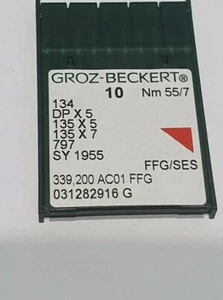 GROZ-BECKERT®
10 Nm 55/7
134
DP X 5
135 X 5
135 X 7
797
SY 1955
FFG/SES
339,200 AC01 FFG
031282916 G